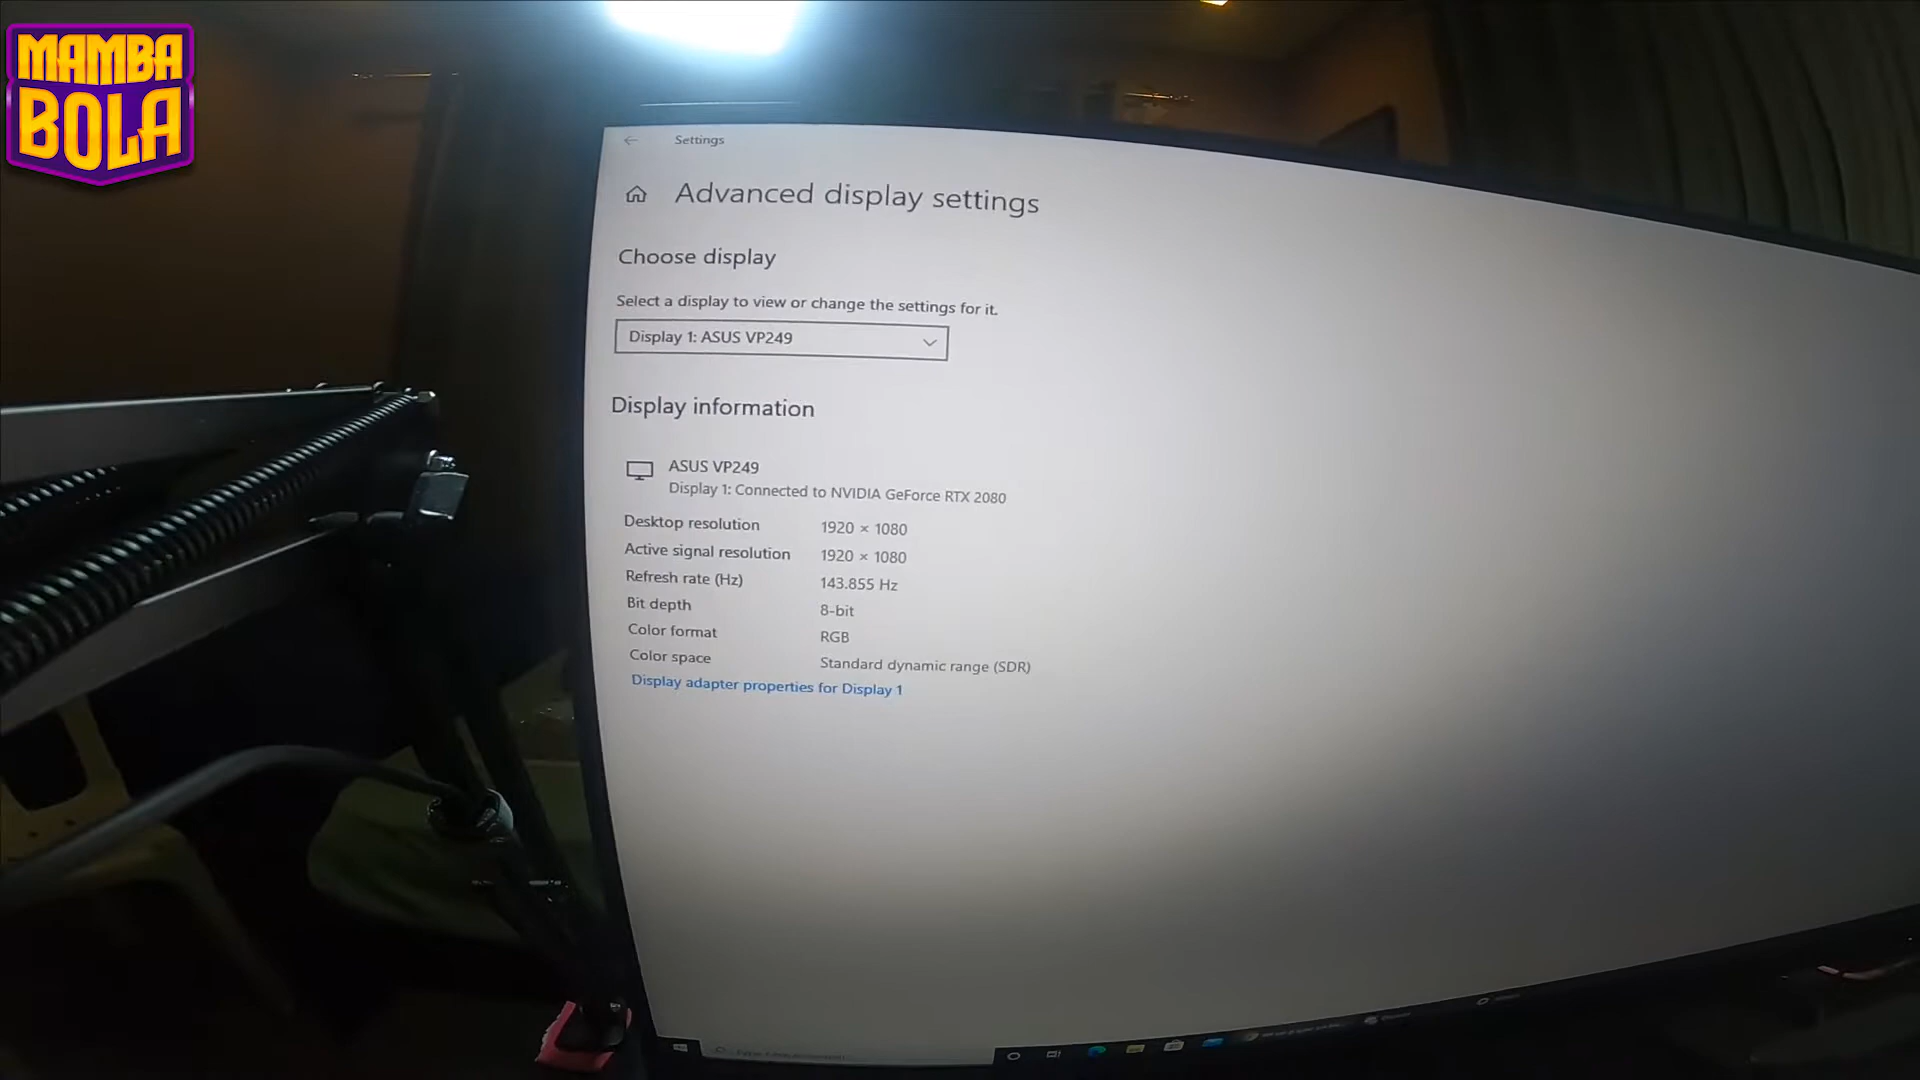 MAMBA
BOLA
Settings
Advanced display settings
Choose display
Select a display to view or change the settings for it.
Display 1: ASUS VP249
Display information
ASUS VP249
Display 1: Connected to NVIDIA GeForce RTX 2080
Desktop resolution 1920 × 1080
Active signal resolution 1920 × 1080
Refresh rate (Hz) 143.855 Hz
Bit depth 8-bit
Color format RGB
Color space Standard dynamic range (SDR)
Display adapter properties for Display 1